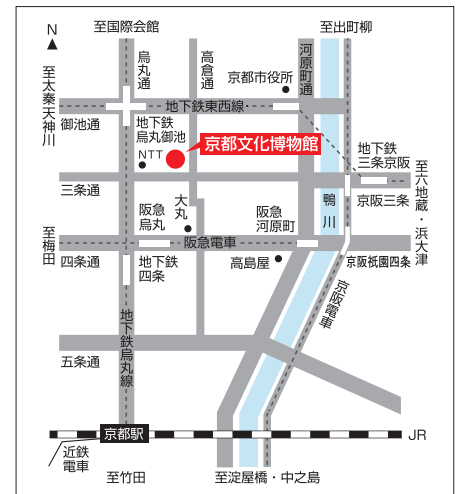 N
至国際会館
至出町柳
烏丸通
高倉通
河原町通
京都市役所
至太秦天神川
地下鉄東西線
御池通
地下鉄
烏丸御池
京都文化博物館
NTT
地下鉄
三条京阪
三条通
京阪三条
至六地蔵・浜大津
鴨川
大丸
阪急
烏丸
阪急
河原町
至梅田
四条通
阪急電車
京阪祇園四条
地下鉄
四条
高島屋
京阪電車
地下鉄烏丸線
五条通
京都駅
JR
近鉄
電車
至竹田
至淀屋橋・中之島